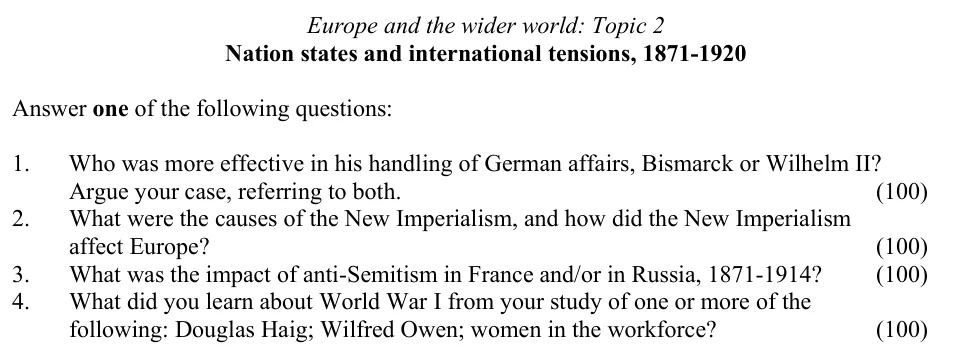 Europe and the wider world: Topic 2
Nation states and international tensions, 1871-1920
Answer one of the following questions:
1. Who was more effective in his handling of German affairs, Bismarck or Wilhelm II?
Argue your case, referring to both. (100)
2. What were the causes of the New Imperialism, and how did the New Imperialism
affect Europe? (100)
3. What was the impact of anti-Semitism in France and/or in Russia, 1871-1914? (100)
4. What did you learn about World War I from your study of one or more of the
following: Douglas Haig; Wilfred Owen; women in the workforce? (100)